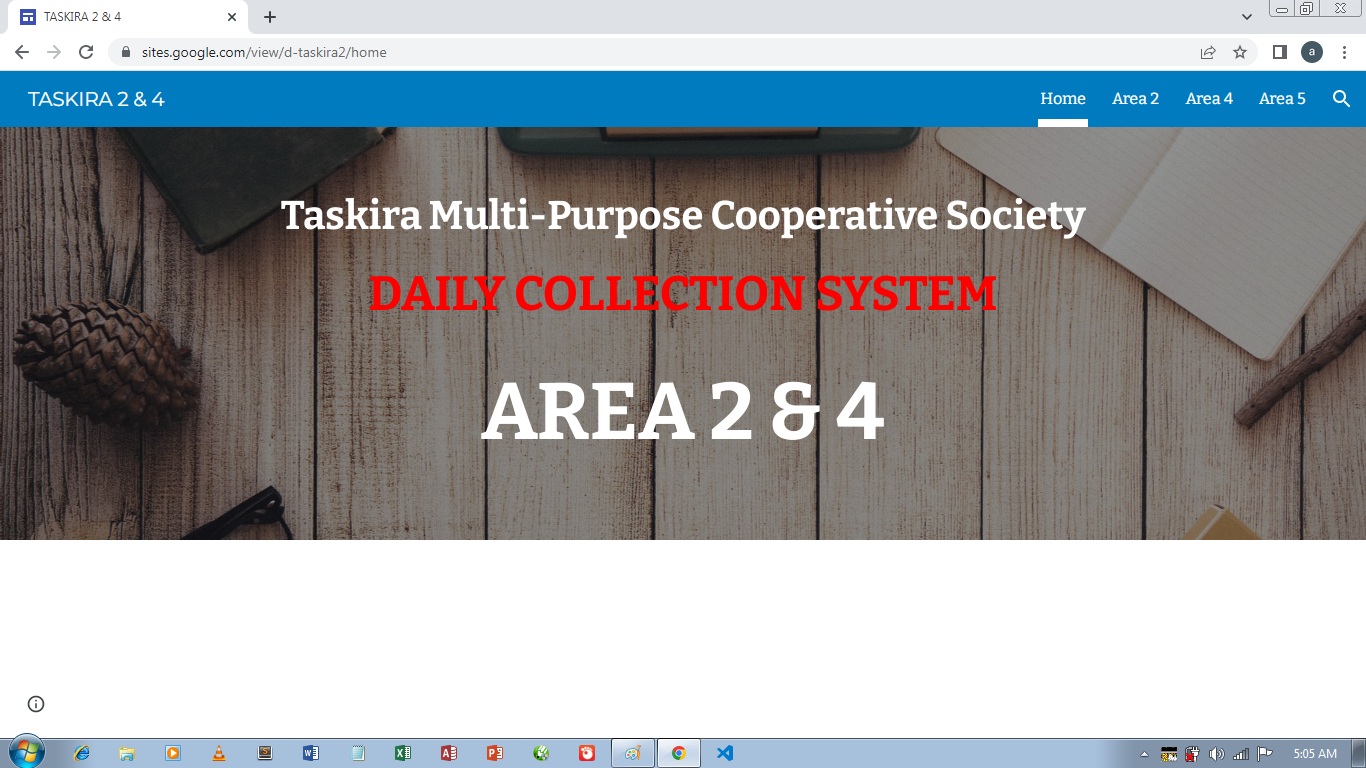 TASKIRA 2 & 4
sites.google.com/view/d-taskira2/home
a
TASKIRA 2 & 4
Home
Area 2
Area 4
Area 5
Taskira Multi-Purpose Cooperative Society
DAILY COLLECTION SYSTEM
AREA 2 & 4
5:05 AM